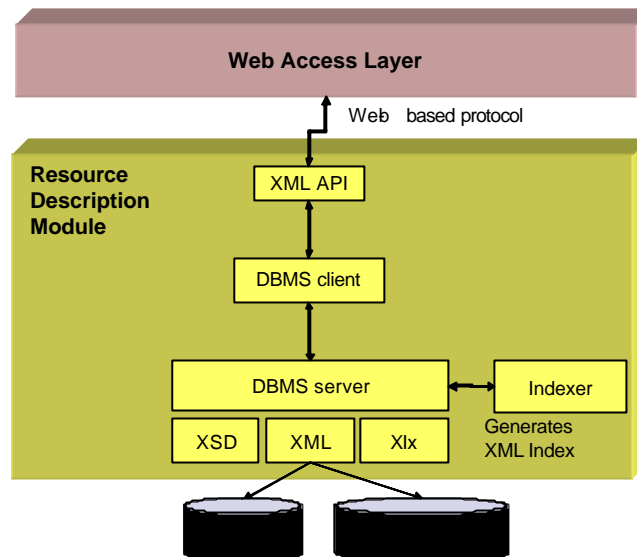 Web Access Layer
Web based protocol
Resource
Description
Module
XML API
DBMS client
DBMS server
Indexer
Generates
XML Index
XSD
XML
XIx